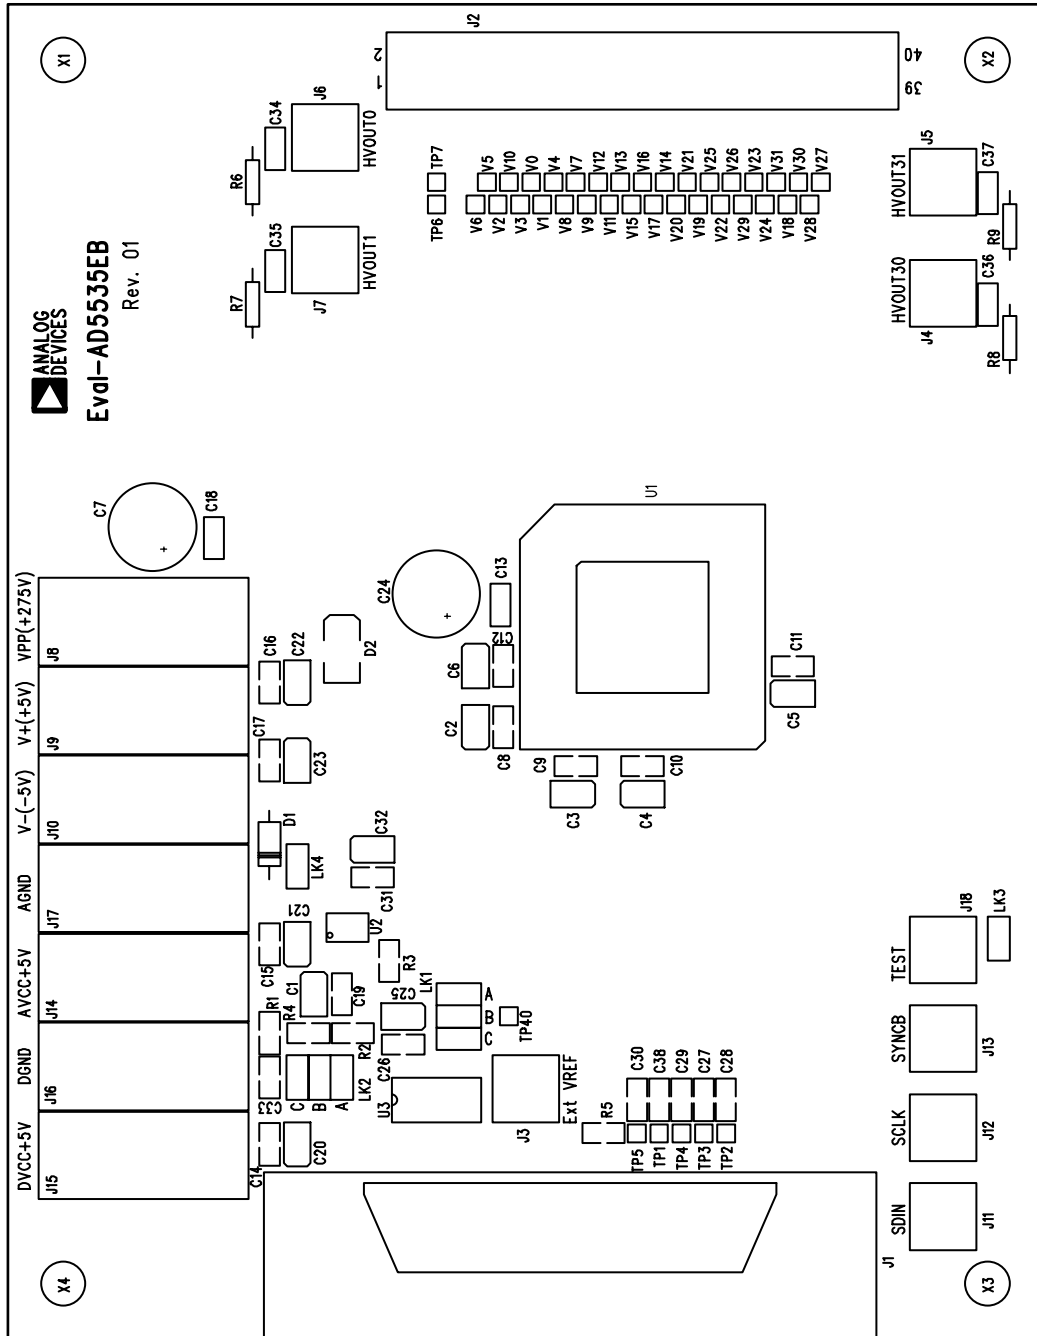 X1
J2
2
1
40
39
X2
ANALOG
DEVICES
Eval-AD5535EB
Rev. 01
R6
C34
J6
HVOUT0
R7
C35
J7
HVOUT1
TP7
TP6
V5
V10
V0
V4
V7
V12
V13
V16
V14
V21
V25
V26
V23
V31
V30
V27
V6
V2
V3
V1
V8
V9
V11
V15
V17
V20
V22
V29
V24
V18
V28
HVOUT31
J5
C37
R9
HVOUT30
J4
C36
R8
C7
+
C18
VPP(+275V)
J8
V+(+5V)
J9
V-(-5V)
J10
AGND
J17
AVCC+5V
J14
DGND
J16
DVCC+5V
J15
C16
C22
D2
C17
C23
D1
LK4
C32
C31
C24
+
C13
C12
C6
C2
C8
U1
C9
C3
C10
C4
C11
C5
C15
C21
U2
R3
C1
C19
R1
R4
R2
C25
C26
LK1
A
B
C
TP40
C33
C
B
A
LK2
C14
C20
U3
J3
Ext VREF
R5
C30
C38
C29
C27
C28
TP5
TP1
TP4
TP3
TP2
TEST
J18
LK3
SYNCB
J13
SCLK
J12
SDIN
J11
J1
X4
X3